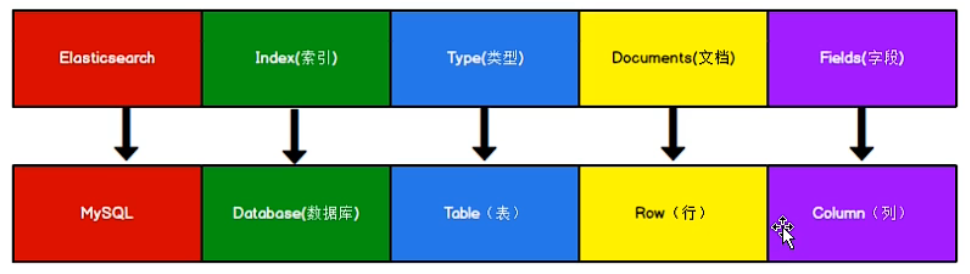 Elasticsearch
Index(索引)
Type(类型)
Documents(文档)
Fields(字段)
MySQL
Database(数据库)
Table（表）
Row（行）
Column（列）